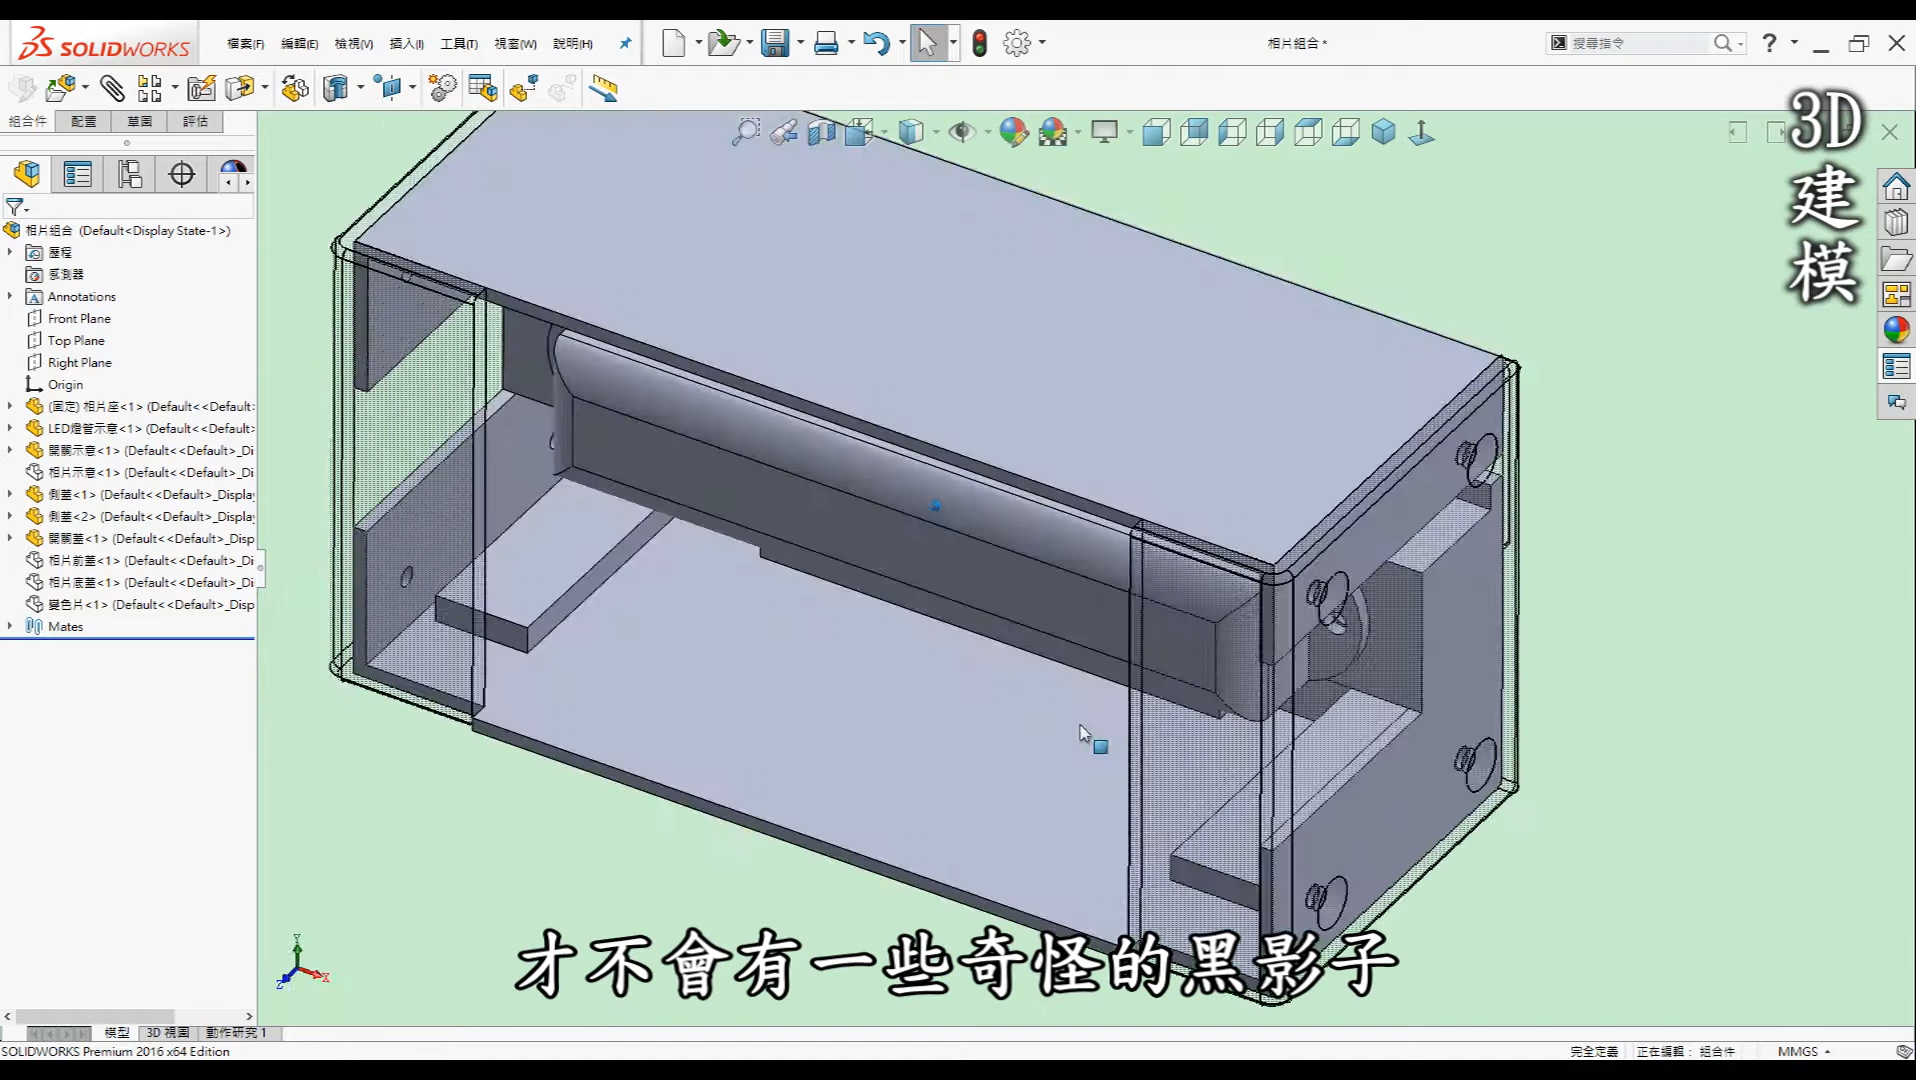 SOLIDWORKS
檔案(F) 編輯(E) 檢視(V) 插入(I) 工具(T) 視窗(W) 說明(H)
相片組合 *
搜尋指令
組合件 配置 草圖 評估
3D建模
相片組合 (Default<Display State-1>)
歷程
感測器
Annotations
Front Plane
Top Plane
Right Plane
Origin
(固定) 相片座<1> (Default<<Default
LED燈管示意<1> (Default<<Default>
開關示意<1> (Default<<Default>_Di
相片示意<1> (Default<<Default>_Di
側蓋<1> (Default<<Default>_Display
側蓋<2> (Default<<Default>_Display
開關蓋<1> (Default<<Default>_Disp
相片前蓋<1> (Default<<Default>_Di
相片底蓋<1> (Default<<Default>_Di
變色片<1> (Default<<Default>_Disp
Mates
Y
X
Z
才不會有一些奇怪的黑影子
模型 3D 視圖 動作研究 1
SOLIDWORKS Premium 2016 x64 Edition
完全定義 正在編輯： 組合件 MMGS